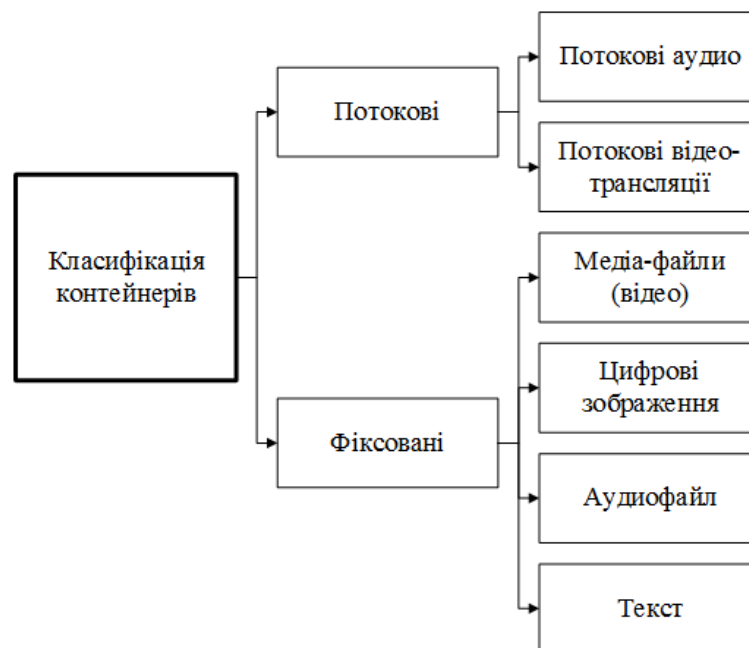 Потокові аудио
Потокові
Потокові відео-
трансляції
Класифікація
контейнерів
Медіа-файли
(відео)
Цифрові
зображення
Фіксовані
Аудиофайл
Текст